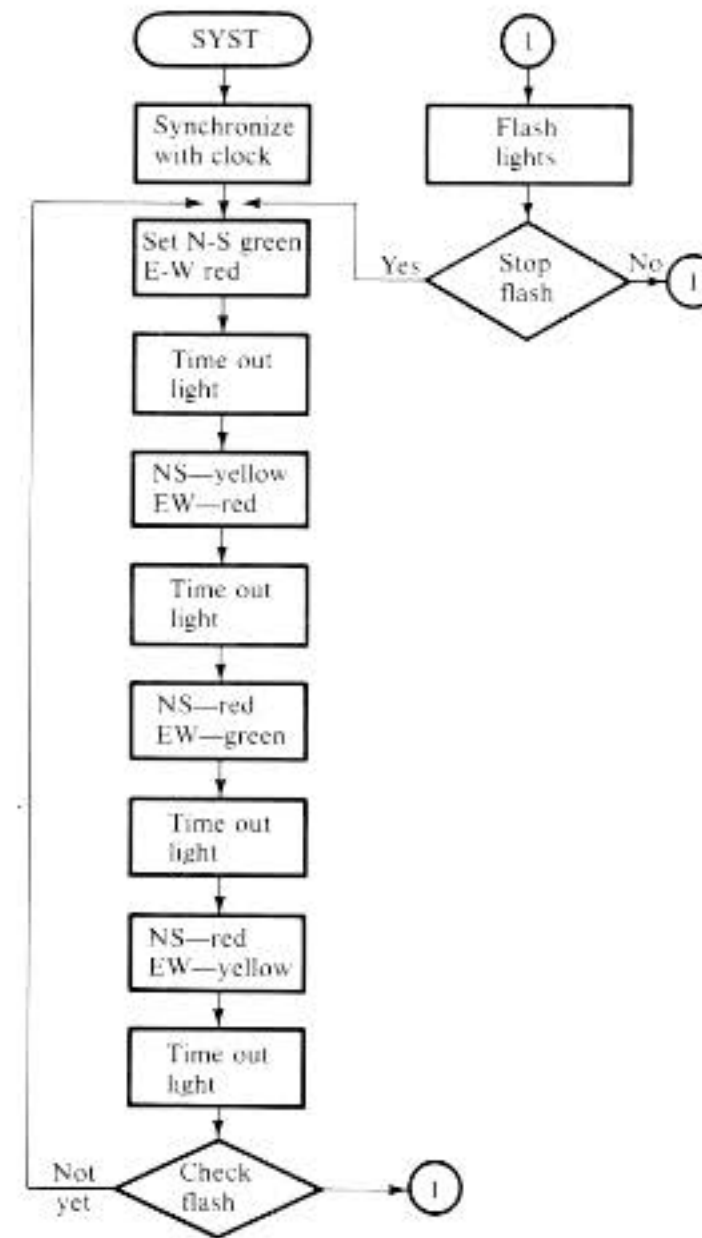 SYST
Synchronize
with clock
Set N-S green
E-W red
Time out
light
NS—yellow
EW—red
Time out
light
NS—red
EW—green
Time out
light
NS—red
EW—yellow
Time out
light
Check
flash
Not
yet
1
1
Flash
lights
Stop
flash
Yes
No
1